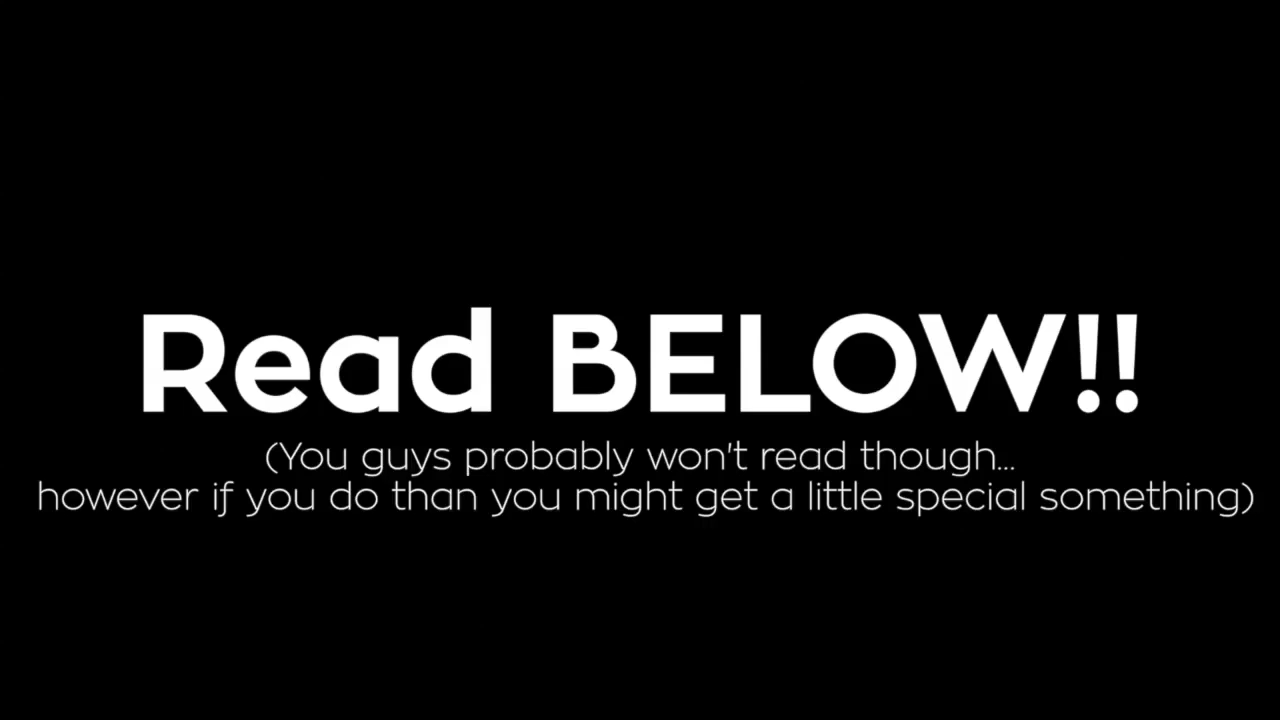 Read BELOW!!
(You guys probably won't read though...
however if you do than you might get a little special something)